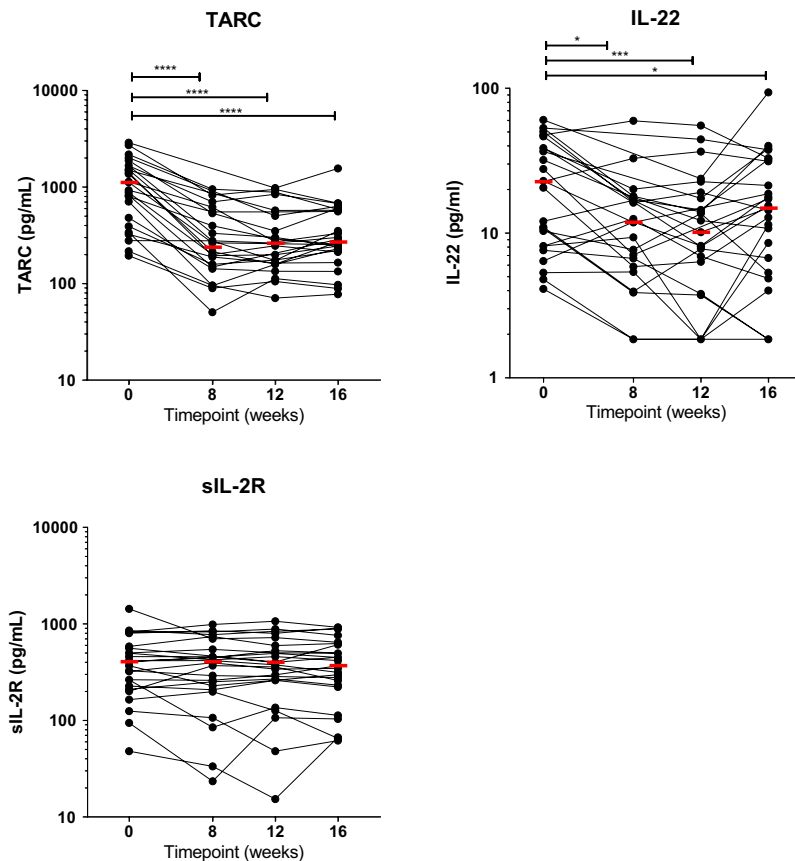 TARC
****
****
****
10000
1000
100
10
TARC (pg/mL)
0 8 12 16
Timepoint (weeks)
IL-22
*
***
*
100
10
1
IL-22 (pg/ml)
0 8 12 16
Timepoint (weeks)
sIL-2R
10000
1000
100
10
sIL-2R (pg/mL)
0 8 12 16
Timepoint (weeks)